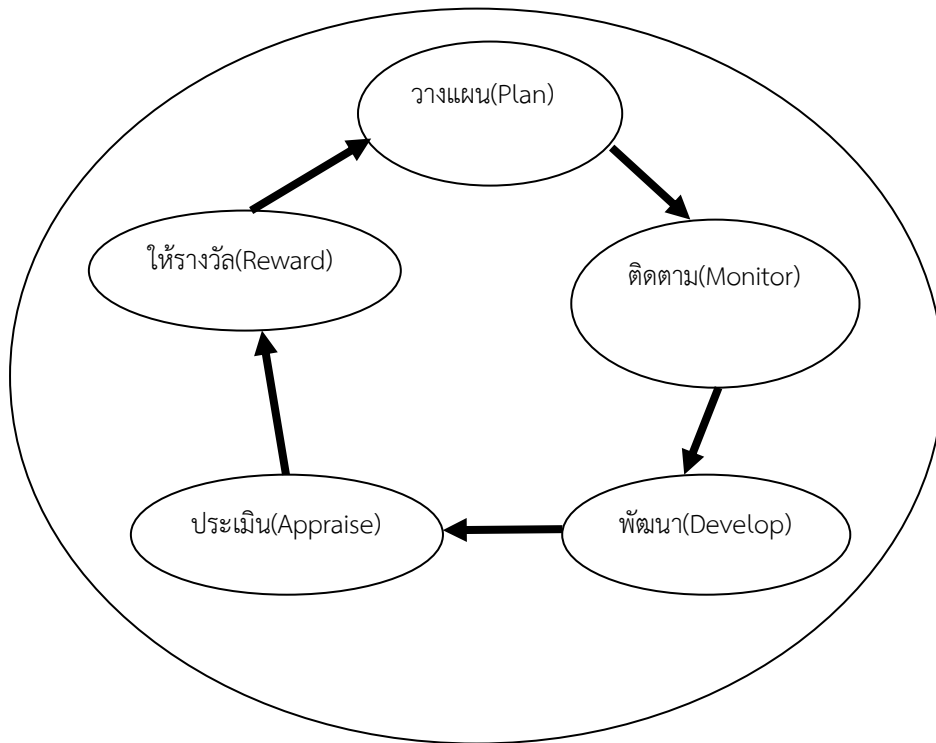 วางแผน(Plan)
ติดตาม(Monitor)
พัฒนา(Develop)
ประเมิน(Appraise)
ให้รางวัล(Reward)